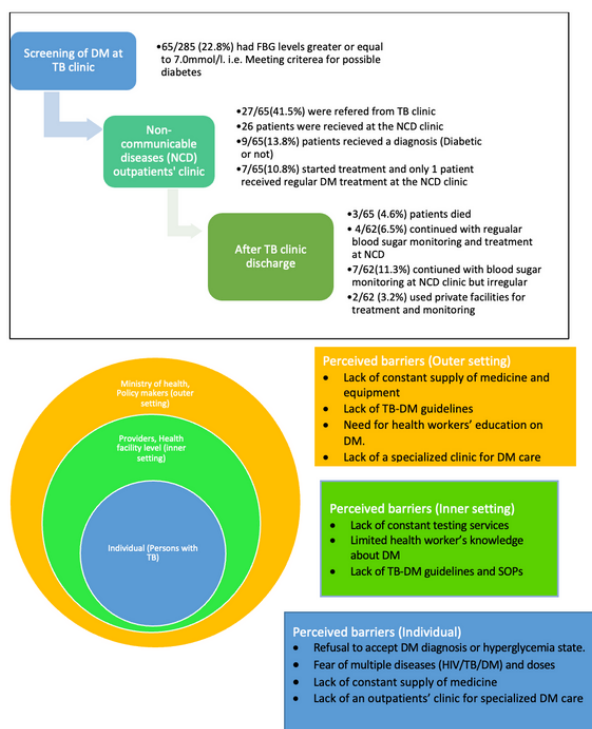 Screening of DM at
TB clinic
•65/285 (22.8%) had FBG levels greater or equal
to 7.0mmol/l. i.e. Meeting criterea for possible
diabetes
Non-
communicable
diseases (NCD)
outpatients' clinic
•27/65(41.5%) were refered from TB clinic
•26 patients were recieved at the NCD clinic
•9/65(13.8%) patients recieved a diagnosis (Diabetic
or not)
•7/65(10.8%) started treatment and only 1 patient
received regular DM treatment at the NCD clinic
After TB clinic
discharge
•3/65 (4.6%) patients died
• 4/62(6.5%) continued with regualar
blood sugar monitoring and treatment
at NCD
•7/62(11.3%) contiuned with blood sugar
monitoring at NCD clinic but irregular
•2/62 (3.2%) used private facilities for
treatment and monitoring
Ministry of health,
Policy makers (outer
setting)
Providers, Health
facility level (inner
setting)
Individual (Persons with
TB)
Perceived barriers (Outer setting)
• Lack of constant supply of medicine and
equipment
• Lack of TB-DM guidelines
• Need for health workers' education on
DM.
• Lack of a specialized clinic for DM care
Perceived barriers (Inner setting)
• Lack of constant testing services
• Limited health worker's knowledge
about DM
• Lack of TB-DM guidelines and SOPs
Perceived barriers (Individual)
• Refusal to accept DM diagnosis or hyperglycemia state.
• Fear of multiple diseases (HIV/TB/DM) and doses
• Lack of constant supply of medicine
• Lack of an outpatients' clinic for specialized DM care